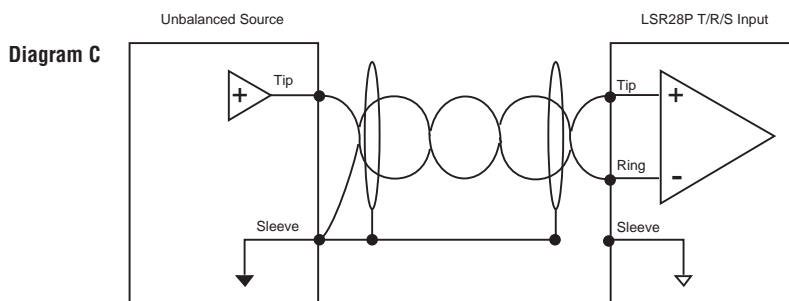 Unbalanced Source
LSR28P T/R/S Input
Diagram C
Tip
+
Sleeve
Tip
+
Ring
-
Sleeve